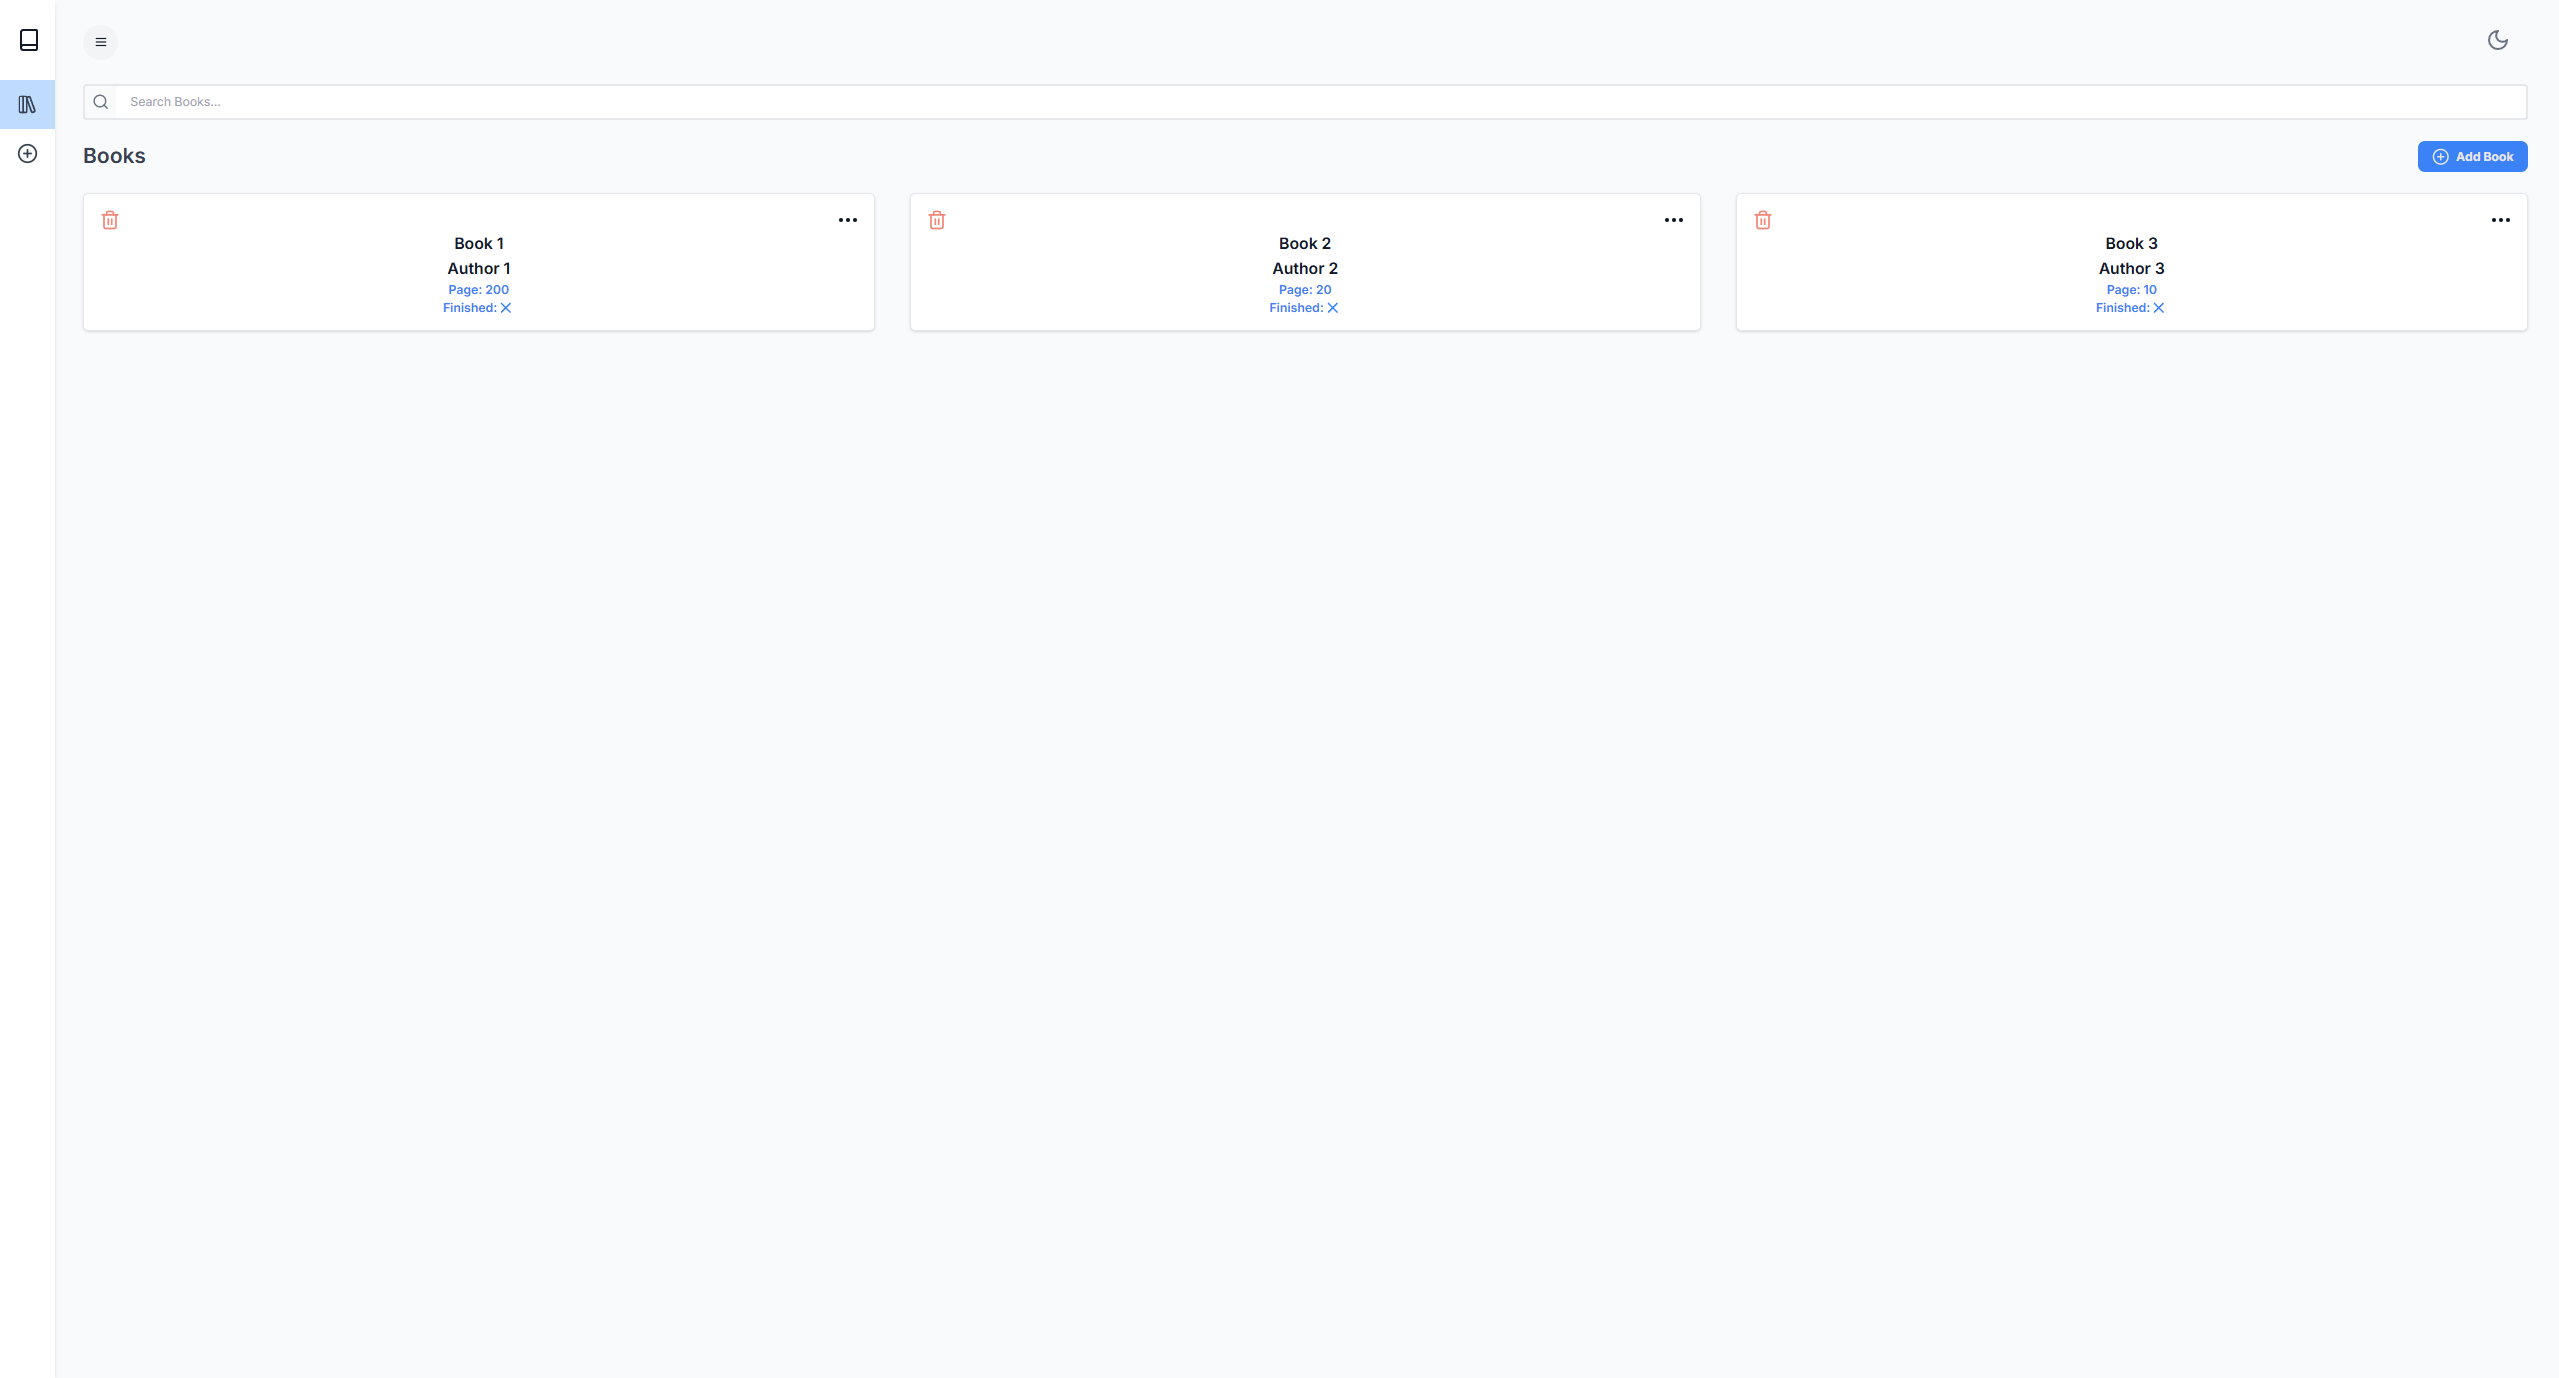 Search Books...
Books
Add Book
Book 1
Author 1
Page: 200
Finished:
Book 2
Author 2
Page: 20
Finished:
Book 3
Author 3
Page: 10
Finished: